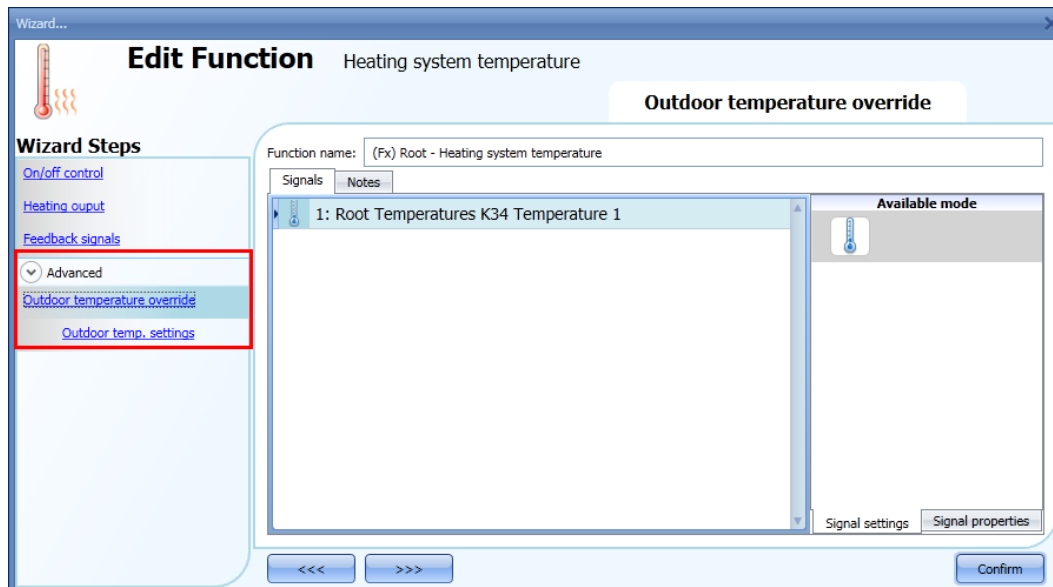 Wizard...
Edit Function Heating system temperature
Outdoor temperature override
Wizard Steps
On/off control
Heating ouput
Feedback signals
Advanced
Outdoor temperature override
Outdoor temp. settings
Function name: (Fx) Root - Heating system temperature
Signals Notes
1: Root Temperatures K34 Temperature 1
Available mode
Signal settings Signal properties
<<< >>> Confirm